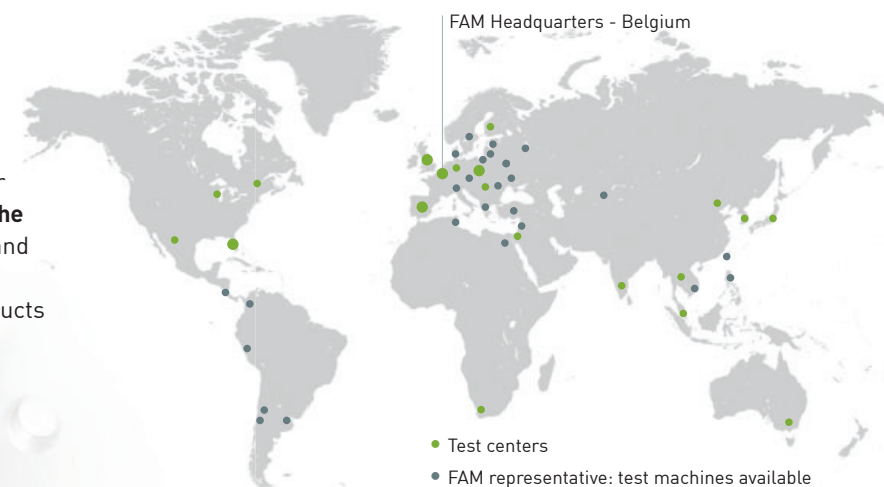 FAM Headquarters - Belgium
r
he
nd
ucts
Test centers
FAM representative: test machines available